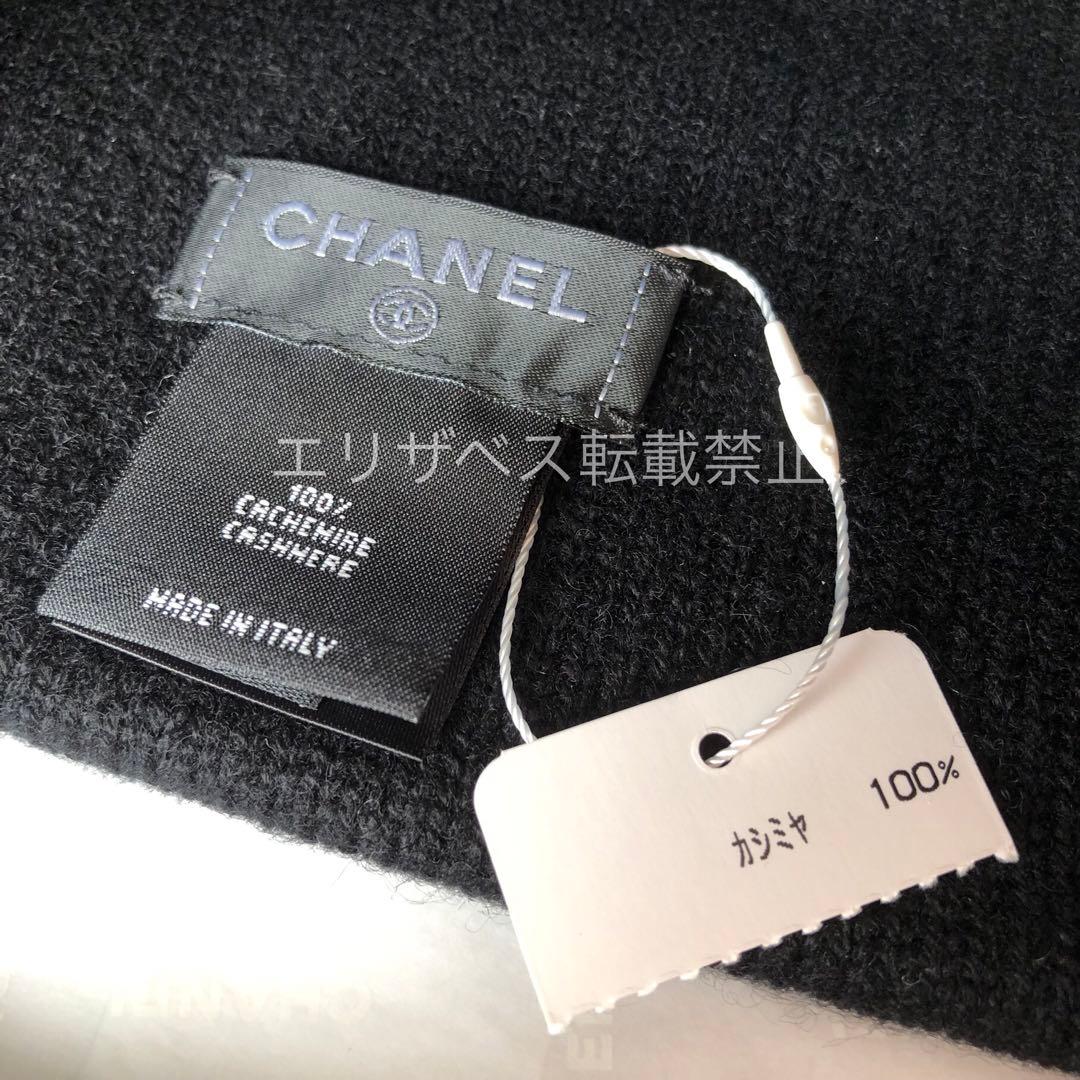 CHANEL
エリザベス転載禁止
100%
CACHEMIRE
CASHMERE
MADE IN ITALY
カシミヤ 100%